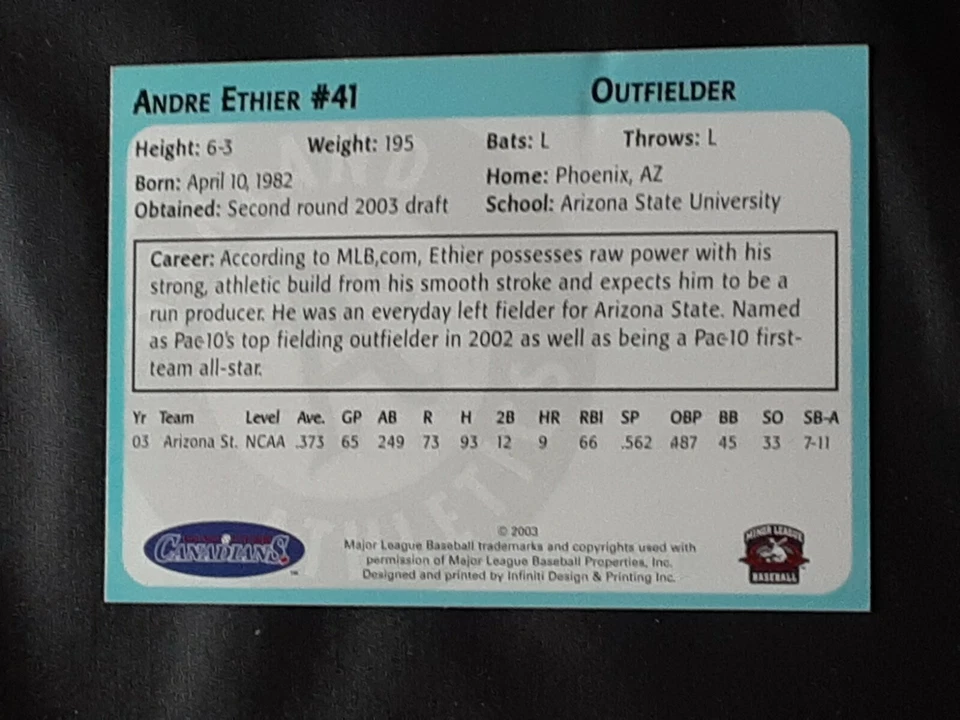 ANDRE ETHIER #41 OUTFIELDER
Height: 6-3 Weight: 195 Bats: L Throws: L
Born: April 10, 1982 Home: Phoenix, AZ
Obtained: Second round 2003 draft School: Arizona State University
Career: According to MLB,com, Ethier possesses raw power with his
strong, athletic build from his smooth stroke and expects him to be a
run producer. He was an everyday left fielder for Arizona State. Named
as Pac-10's top fielding outfielder in 2002 as well as being a Pac-10 first-
team all-star.
Yr Team Level Ave. GP AB R H 2B HR RBI SP OBP BB SO SB-A
03 Arizona St. NCAA .373 65 249 73 93 12 9 66 .562 .487 45 33 7-11
CANADIANS
© 2003
Major League Baseball trademarks and copyrights used with
permission of Major League Baseball Properties, Inc.
Designed and printed by Infiniti Design & Printing Inc.
MINOR LEAGUE
BASEBALL
ATHLETICS